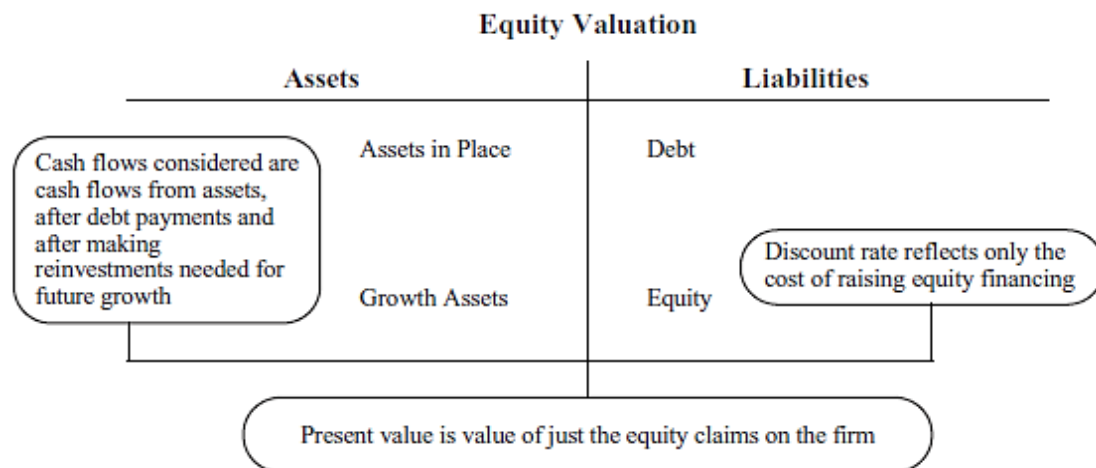 Equity Valuation
Assets
Liabilities
Cash flows considered are
cash flows from assets,
after debt payments and
after making
reinvestments needed for
future growth
Assets in Place
Debt
Growth Assets
Equity
Discount rate reflects only the
cost of raising equity financing
Present value is value of just the equity claims on the firm